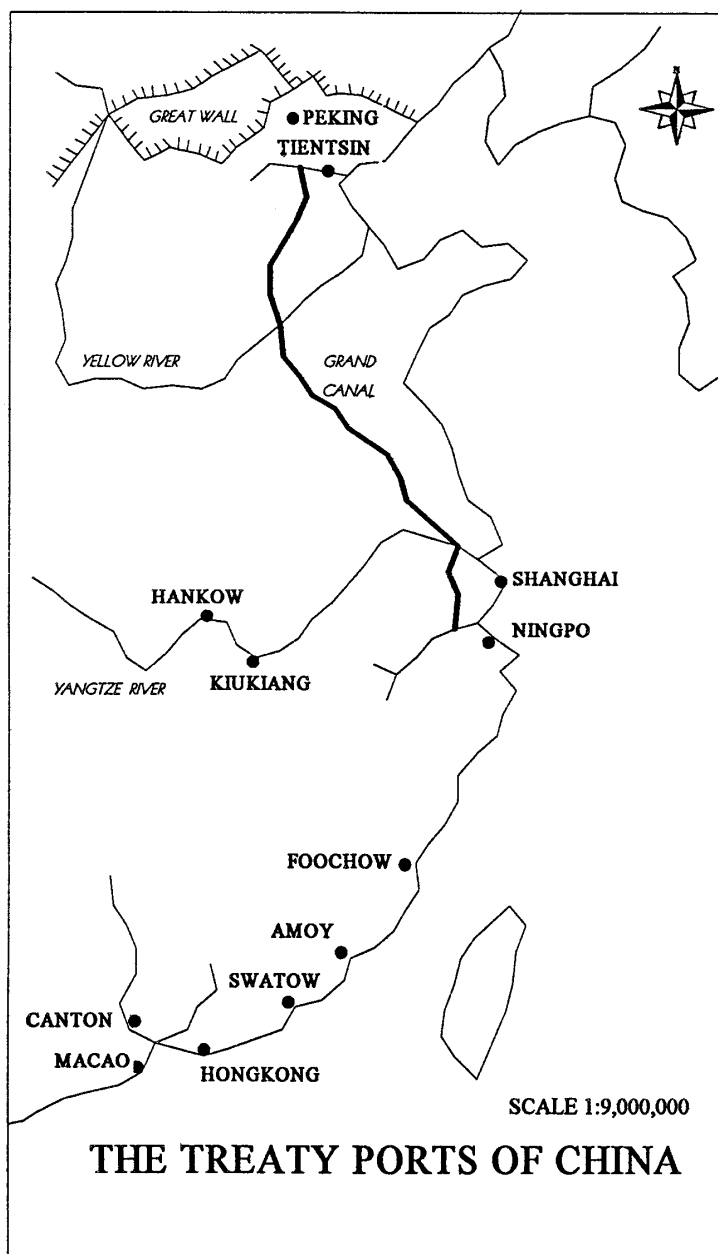 N
GREAT WALL
PEKING
TIENTSIN
YELLOW RIVER
GRAND
CANAL
SHANGHAI
HANKOW
NINGPO
KIUKIANG
YANGTZE RIVER
FOOCHOW
AMOY
SWATOW
CANTON
MACAO
HONGKONG
SCALE 1:9,000,000
THE TREATY PORTS OF CHINA